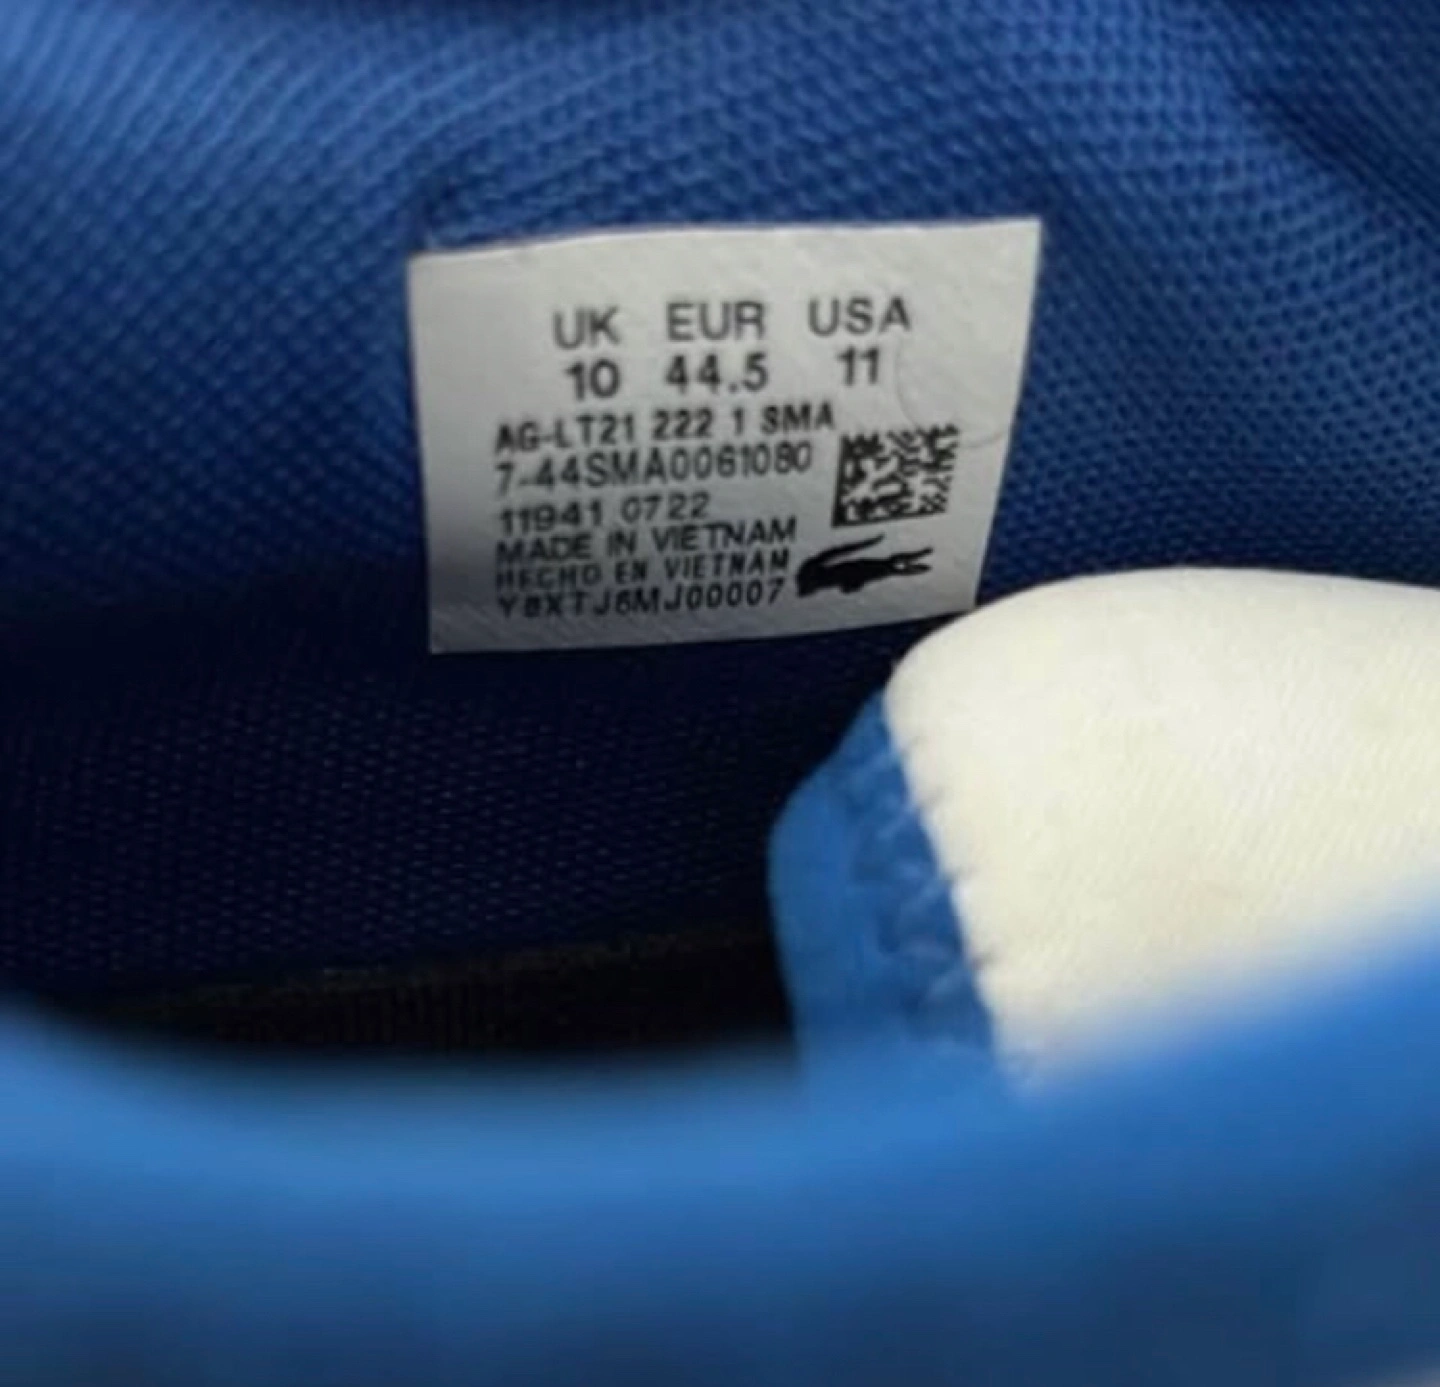 UK EUR USA
10 44.5 11
AG-LT21 222 1 SMA
7-44SMA0061080
11941 0722
MADE IN VIETNAM
HECHO EN VIETNAM
Y8XTJ6MJ00007